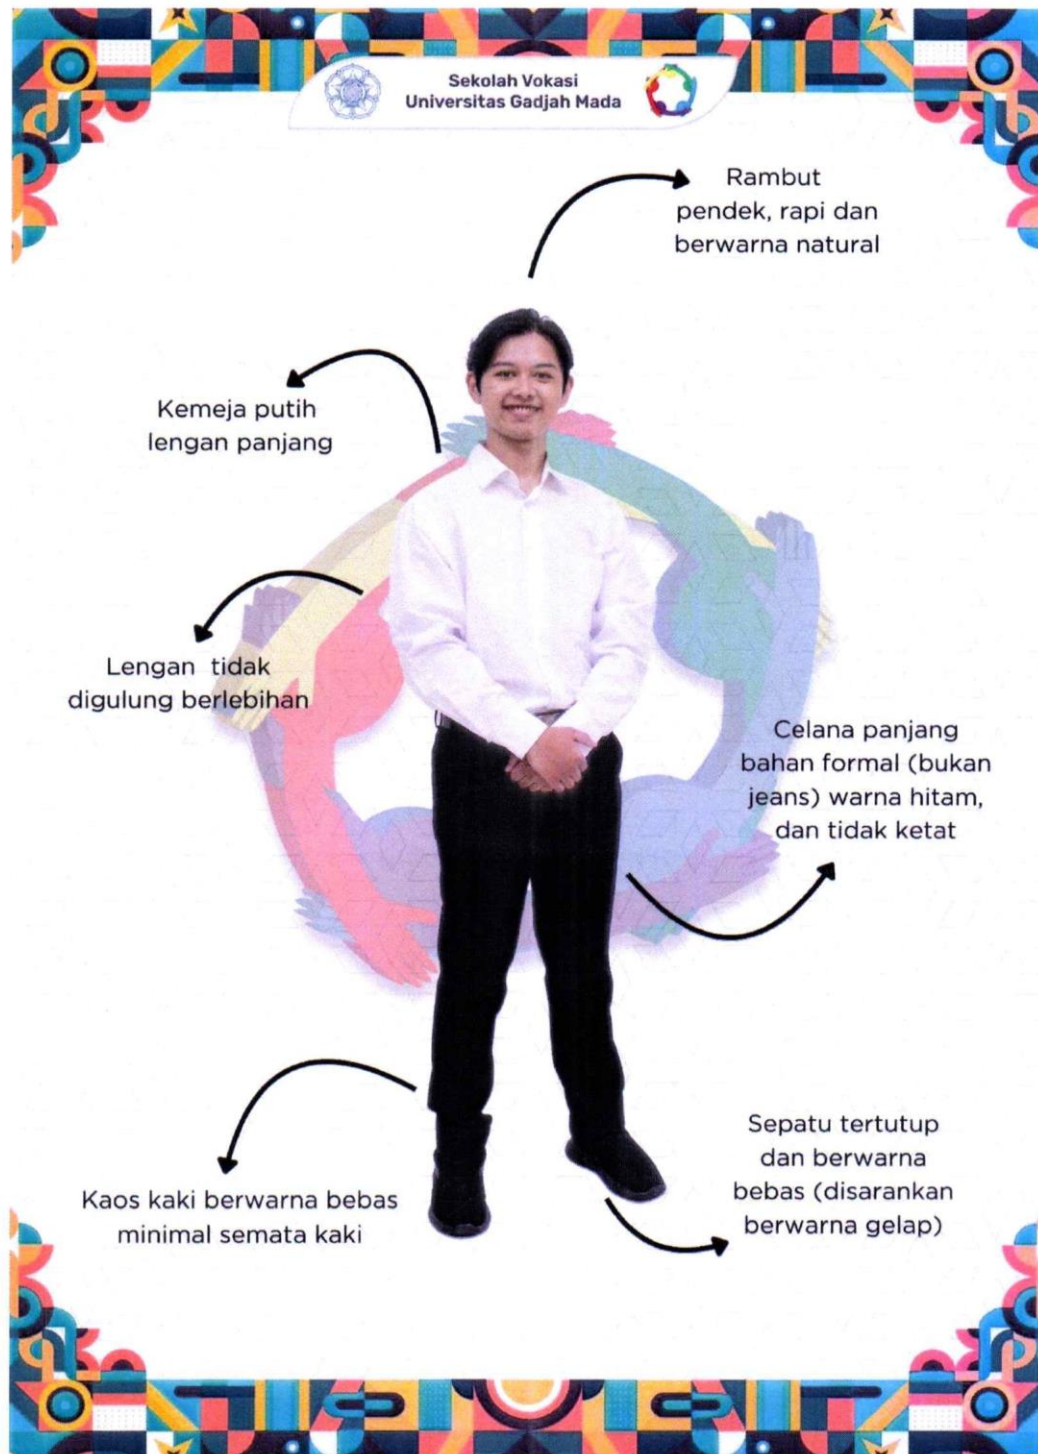 Sekolah Vokasi
Universitas Gadjah Mada
Rambut
pendek, rapi dan
berwarna natural
Kemeja putih
lengan panjang
Lengan tidak
digulung berlebihan
Celana panjang
bahan formal (bukan
jeans) warna hitam,
dan tidak ketat
Kaos kaki berwarna bebas
minimal semata kaki
Sepatu tertutup
dan berwarna
bebas (disarankan
berwarna gelap)